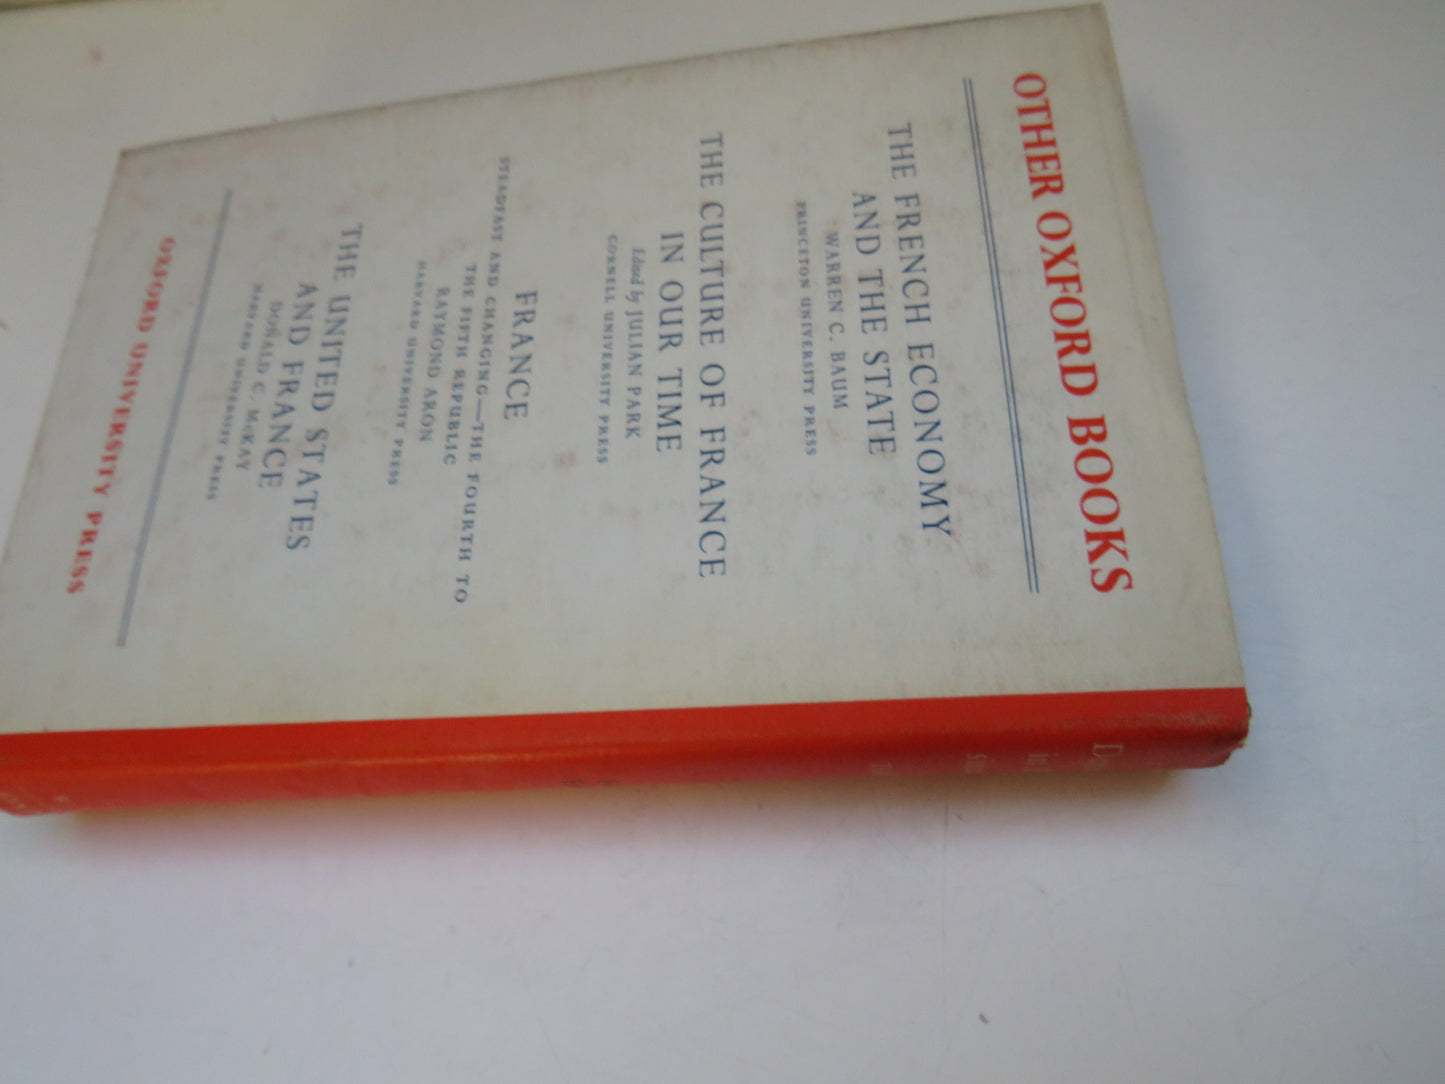 OTHER OXFORD BOOKS
THE FRENCH ECONOMY
AND THE STATE
WARREN C. BAUM
PRINCETON UNIVERSITY PRESS
THE CULTURE OF FRANCE
IN OUR TIME
Edited by JULIAN PARK
CORNELL UNIVERSITY PRESS
FRANCE
STEADFAST AND CHANGING—THE FOURTH TO
THE FIFTH REPUBLIC
RAYMOND ARON
HARVARD UNIVERSITY PRESS
THE UNITED STATES
AND FRANCE
DONALD C. McKAY
HARVARD UNIVERSITY PRESS
OXFORD UNIVERSITY PRESS